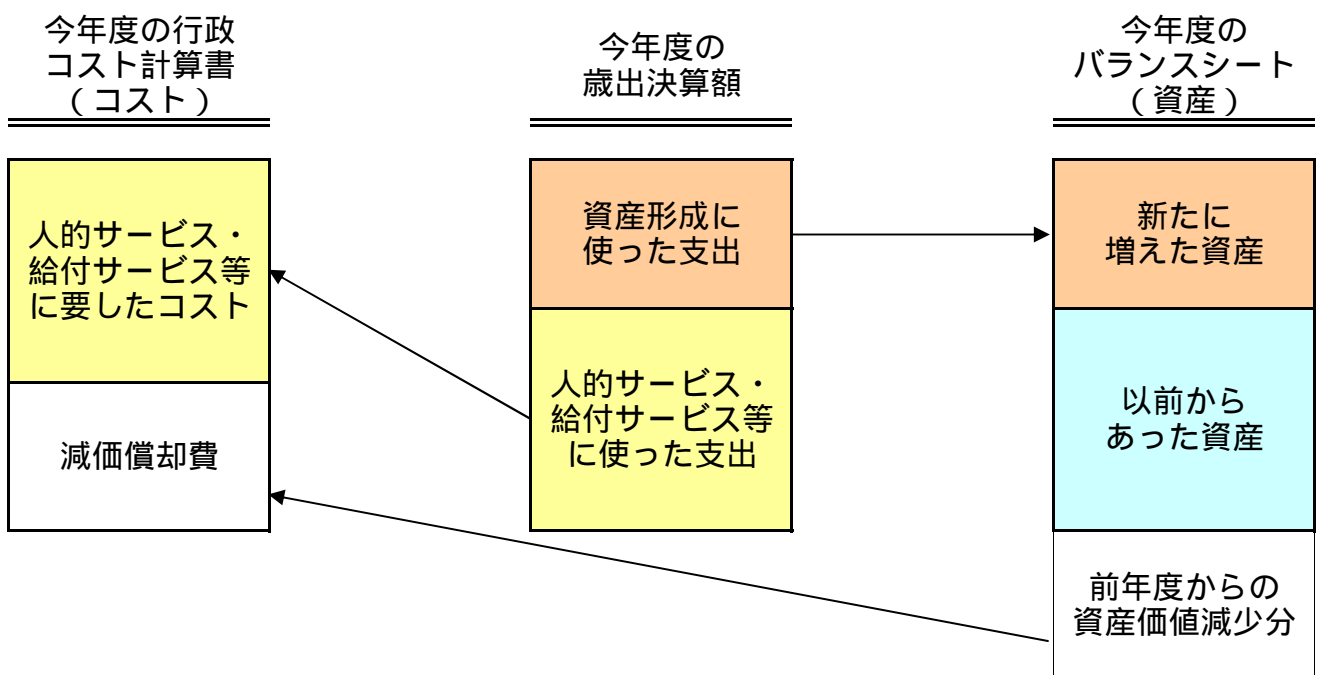 今年度の行政
コスト計算書
(コスト)
今年度の
歳出決算額
今年度の
バランスシート
(資産)
人的サービス・
給付サービス等
に要したコスト
減価償却費
資産形成に
使った支出
人的サービス・
給付サービス等
に使った支出
新たに
増えた資産
以前から
あった資産
前年度からの
資産価値減少分